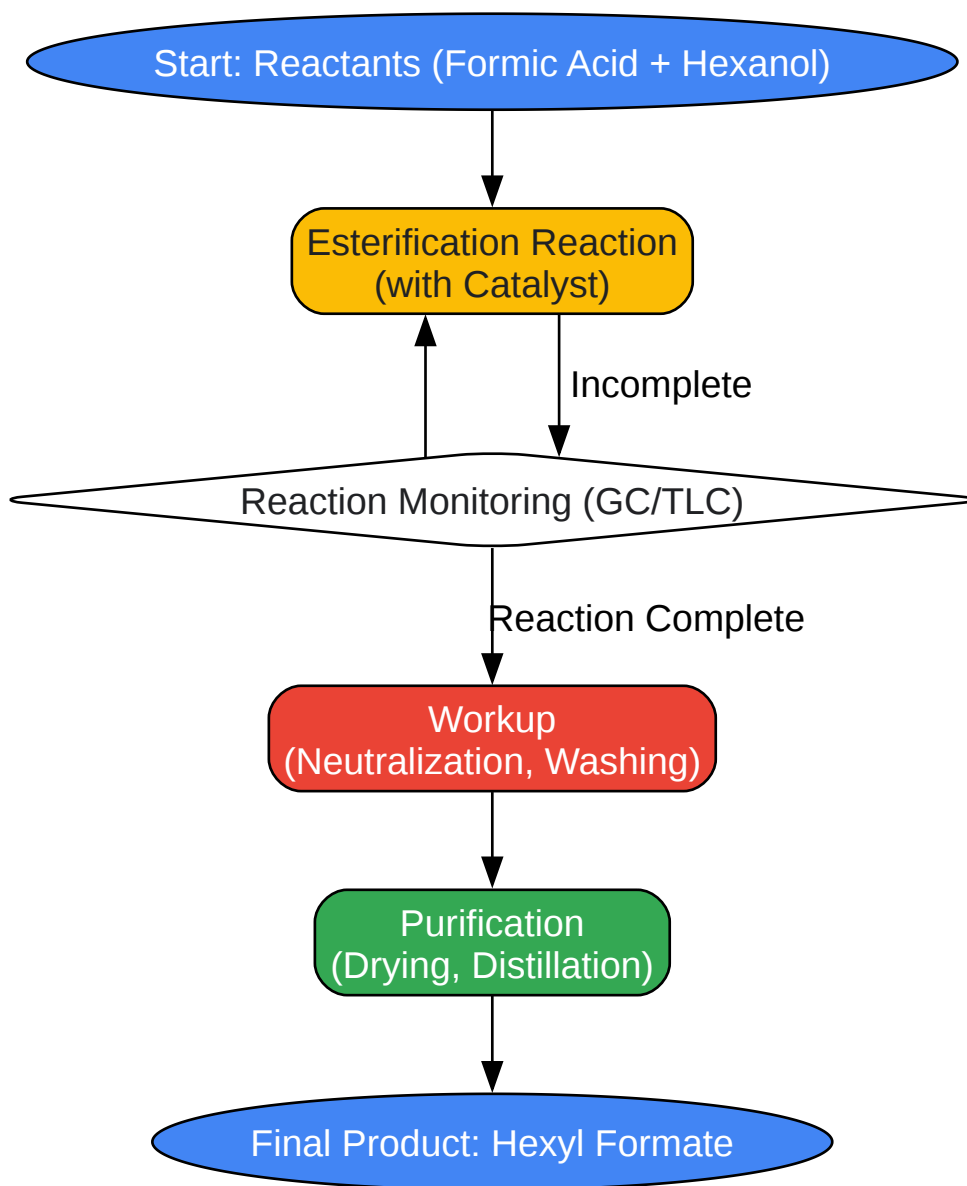 Start: Reactants (Formic Acid + Hexanol)
Esterification Reaction
(with Catalyst)
Incomplete
Reaction Monitoring (GC/TLC)
Reaction Complete
Workup
(Neutralization, Washing)
Purification
(Drying, Distillation)
Final Product: Hexyl Formate